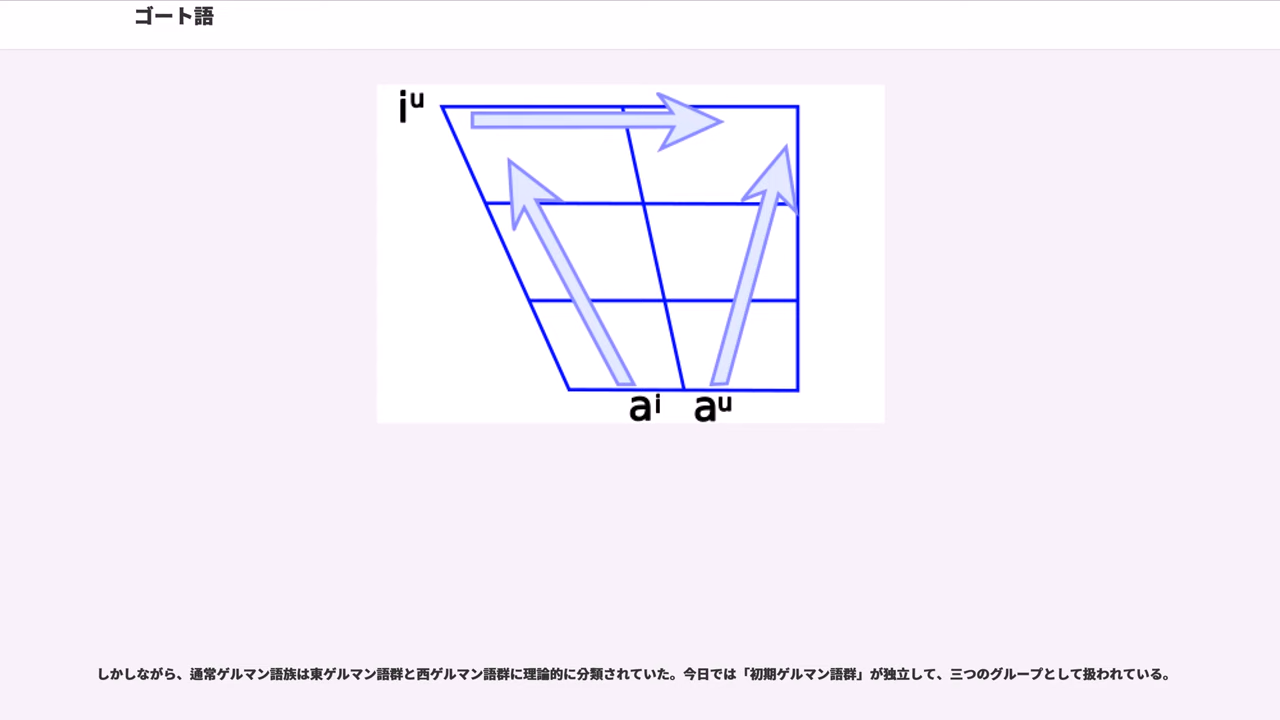 ゴート語
iᵘ
aⁱ aᵘ
しかしながら、通常ゲルマン語族は東ゲルマン語群と西ゲルマン語群に理論的に分類されていた。今日では「初期ゲルマン語群」が独立して、三つのグループとして扱われている。